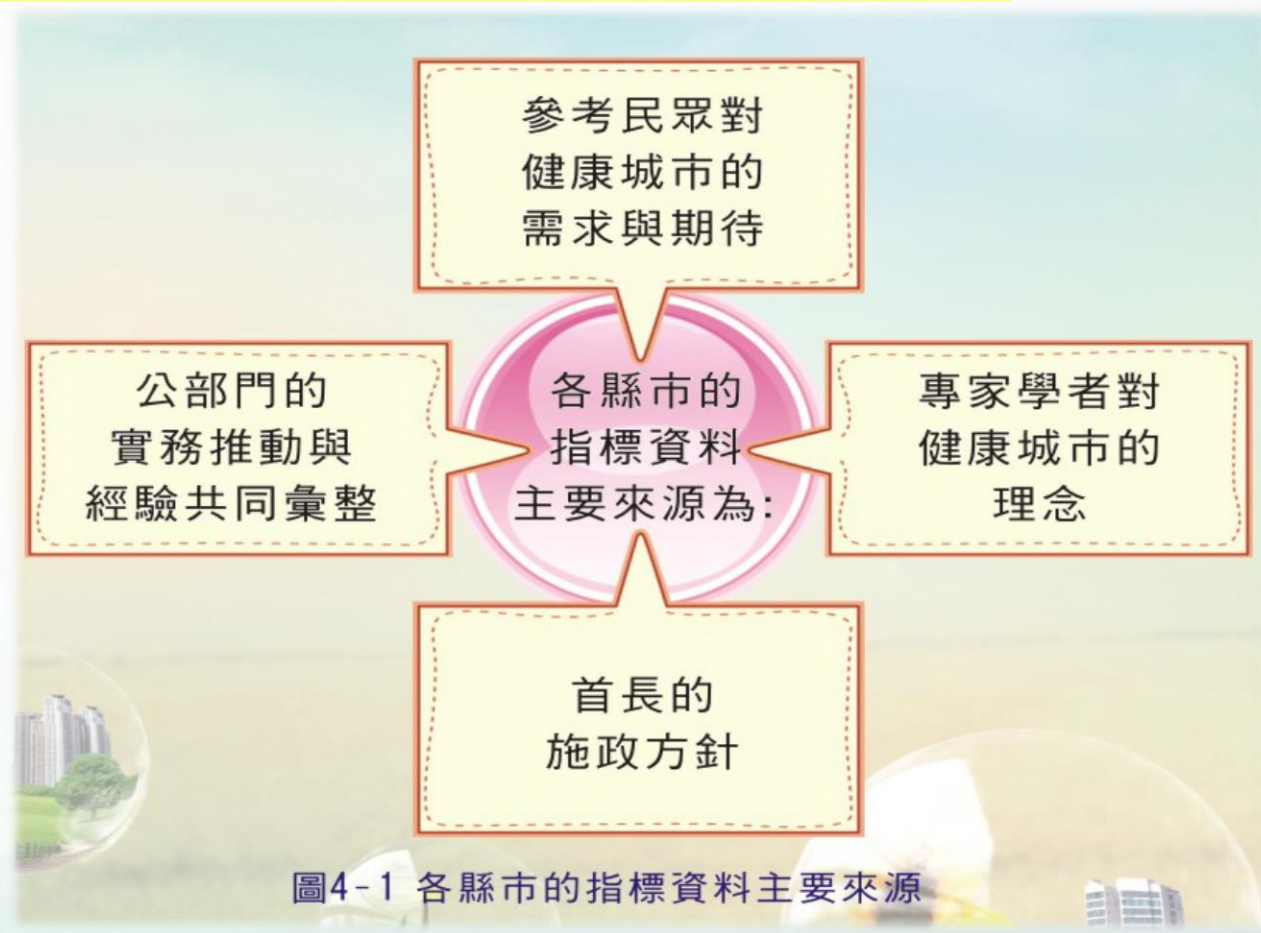 參考民眾對
健康城市的
需求與期待
公部門的
實務推動與
經驗共同彙整
各縣市的
指標資料
主要來源為:
專家學者對
健康城市的
理念
首長的
施政方針
圖4-1 各縣市的指標資料主要來源